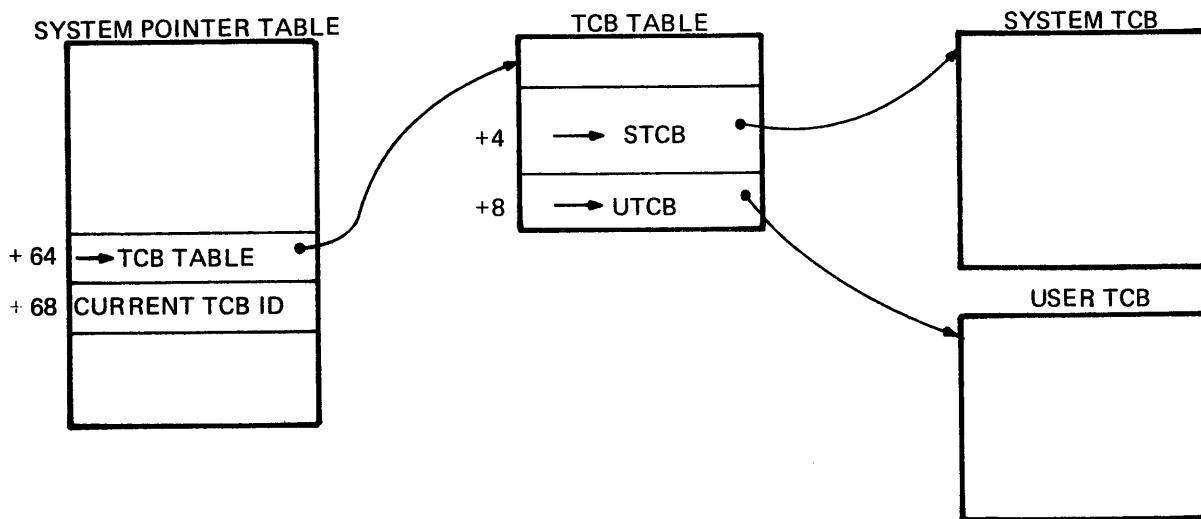 SYSTEM POINTER TABLE
+ 64 → TCB TABLE
+ 68 CURRENT TCB ID
TCB TABLE
+4 → STCB
+8 → UTCB
SYSTEM TCB
USER TCB